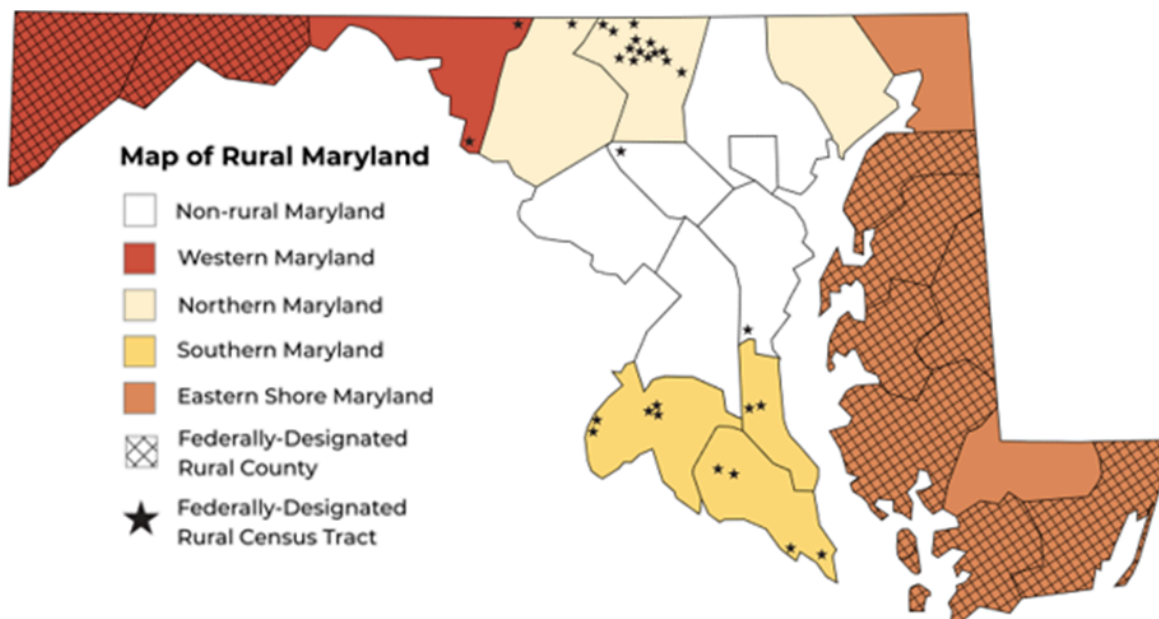 Map of Rural Maryland
Non-rural Maryland
Western Maryland
Northern Maryland
Southern Maryland
Eastern Shore Maryland
Federally-Designated
Rural County
Federally-Designated
Rural Census Tract